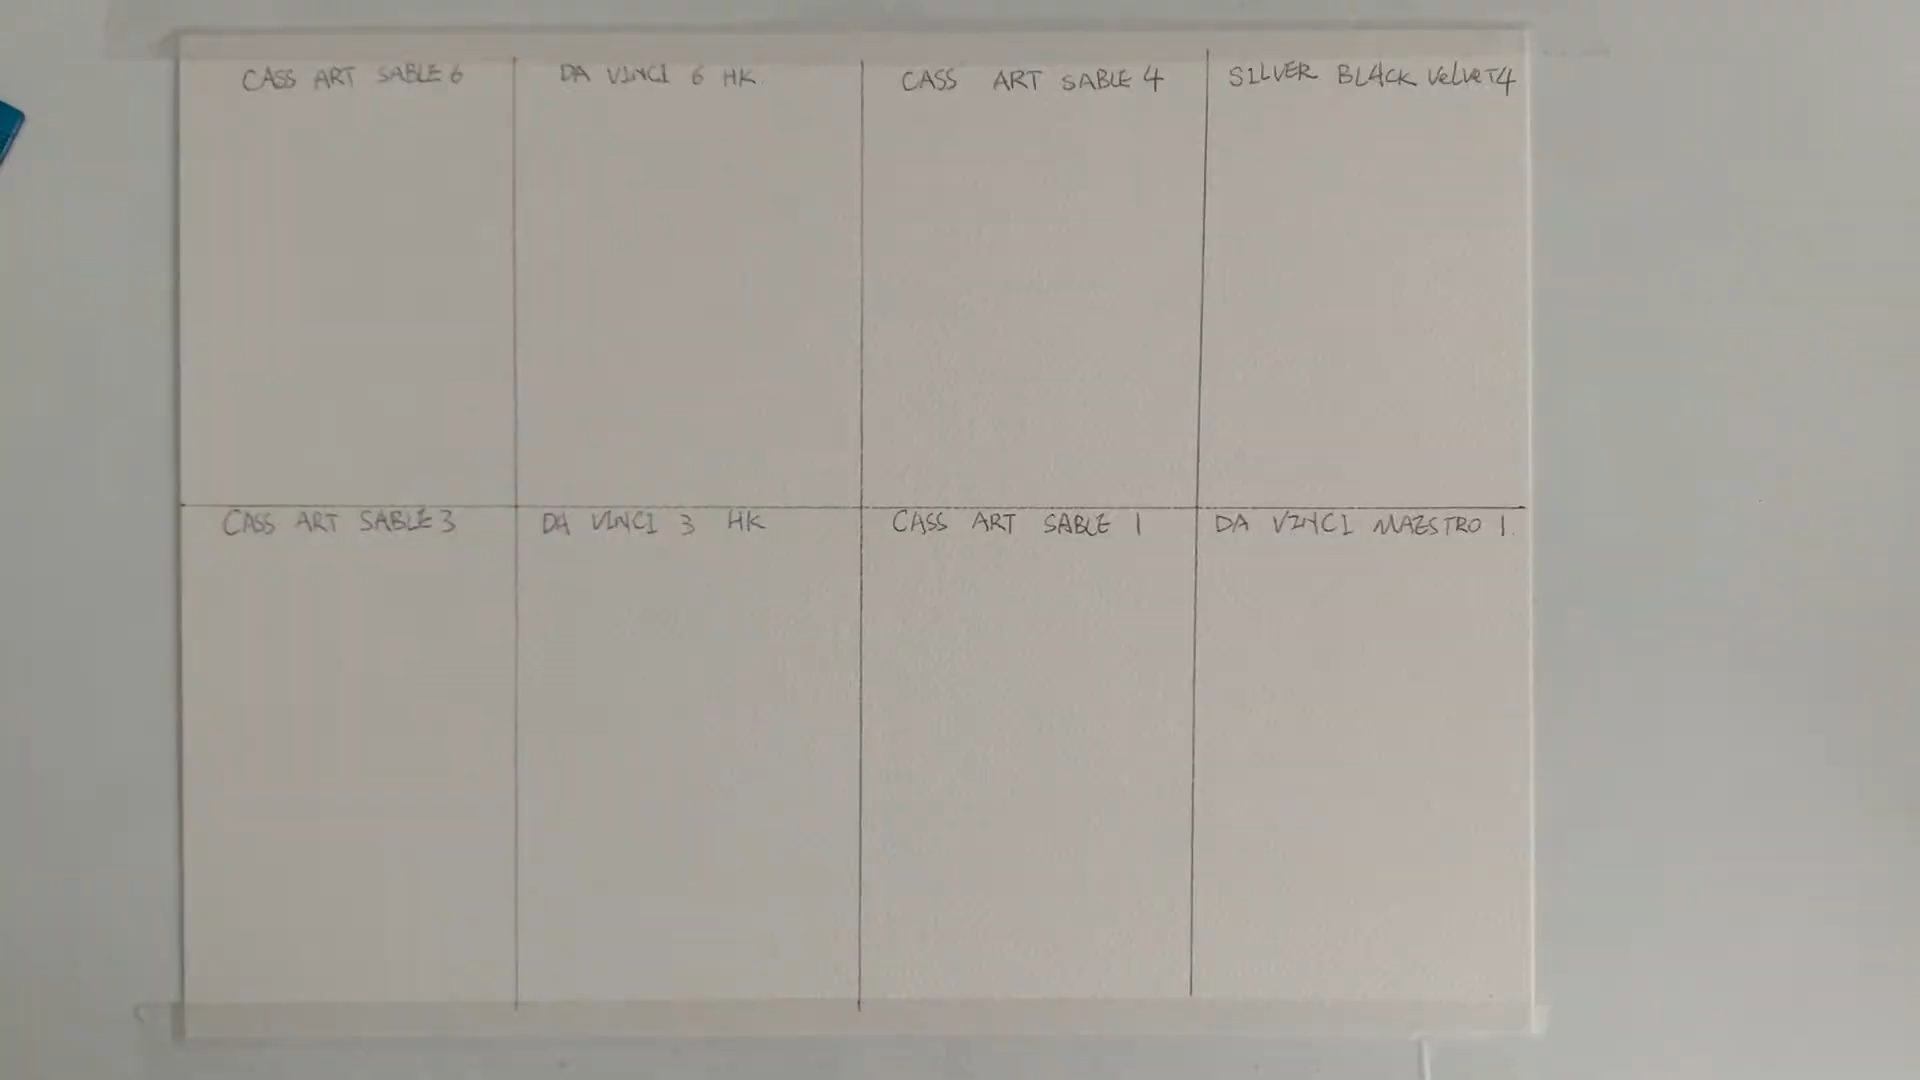 CASS ART SABLE 6
DA VINCI 6 HK
CASS ART SABLE 4
SILVER BLACK VELVET 4
CASS ART SABLE 3
DA VINCI 3 HK
CASS ART SABLE 1
DA VINCI MAESTRO 1.